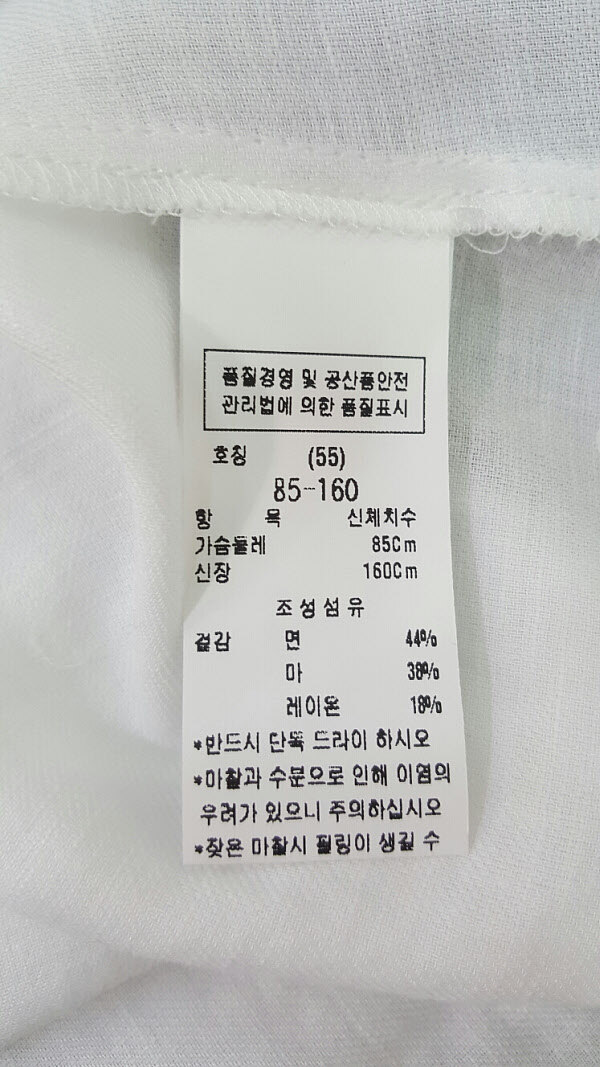 품질경영 및 공산품안전
관리법에 의한 품질표시
호칭 (55)
85-160
항 목 신체치수
가슴둘레 85Cm
신장 160Cm
조성섬유
겉감 면 44%
마 38%
레이온 18%
*반드시 단독 드라이 하시오
*마찰과 수분으로 인해 이염의
우려가 있으니 주의하십시오
*잦은 마찰시 필링이 생길 수